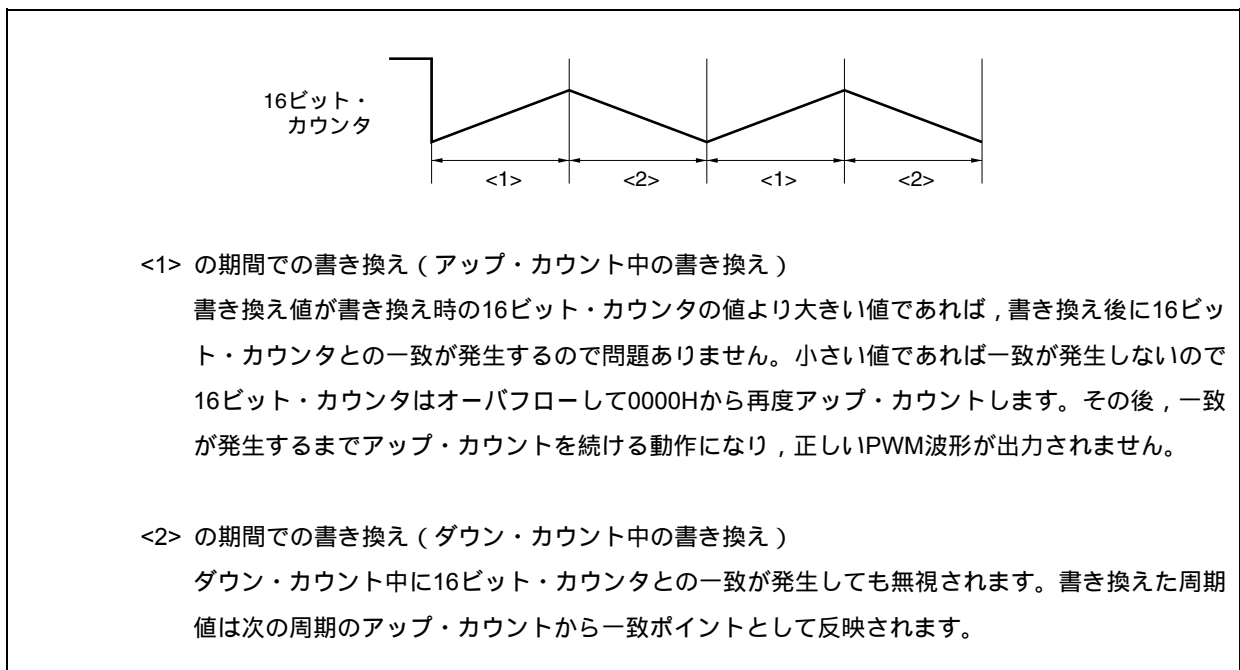 16ビット・
カウンタ
<1> <2> <1> <2>
<1> の期間での書き換え（アップ・カウント中の書き換え）
書き換え値が書き換え時の16ビット・カウンタの値より大きい値であれば，書き換え後に16ビッ
ト・カウンタとの一致が発生するので問題ありません。小さい値であれば一致が発生しないので
16ビット・カウンタはオーバフローして0000Hから再度アップ・カウントします。その後，一致
が発生するまでアップ・カウントを続ける動作になり，正しいPWM波形が出力されません。
<2> の期間での書き換え（ダウン・カウント中の書き換え）
ダウン・カウント中に16ビット・カウンタとの一致が発生しても無視されます。書き換えた周期
値は次の周期のアップ・カウントから一致ポイントとして反映されます。